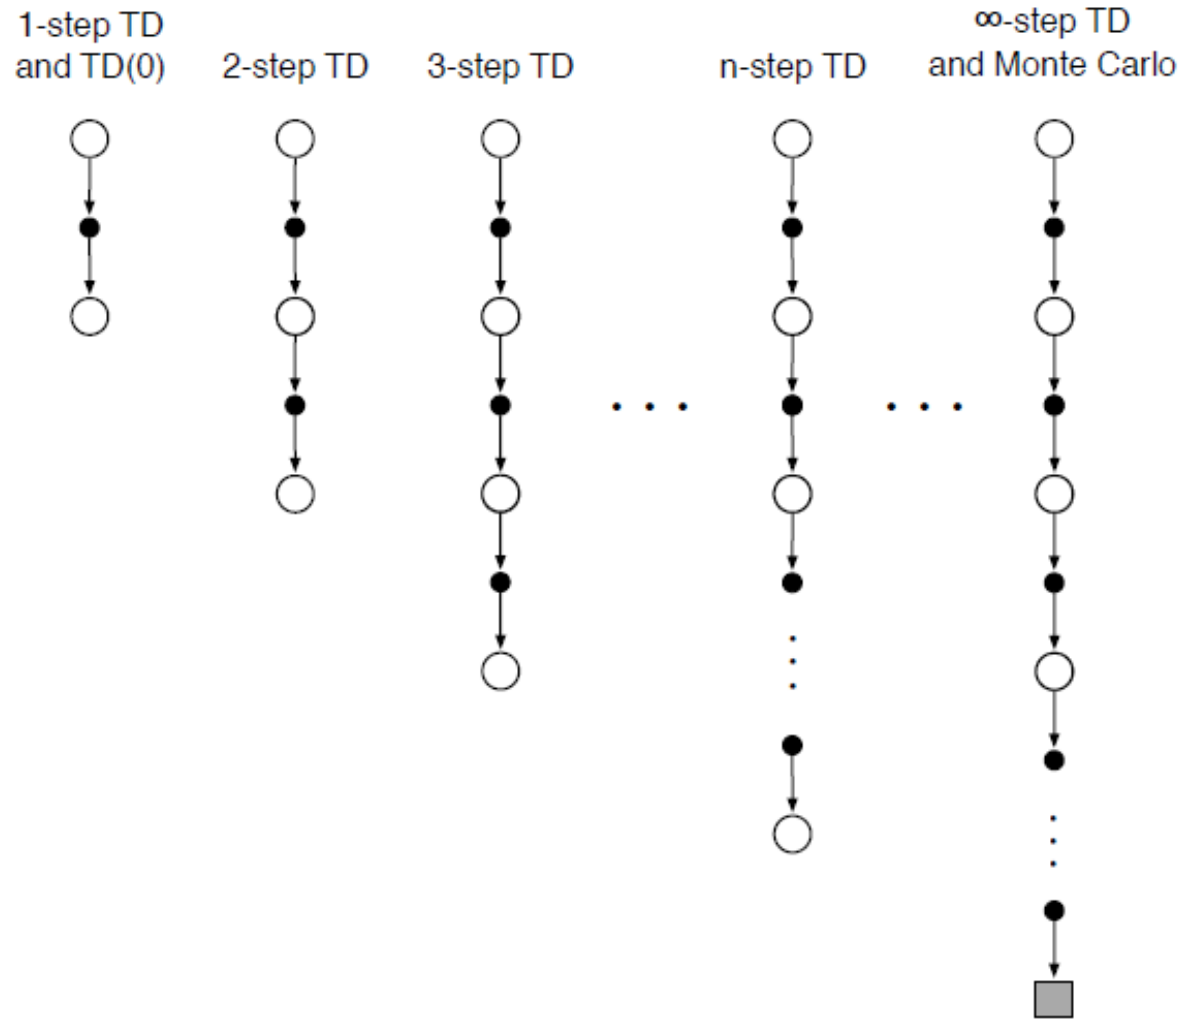 1-step TD
and TD(0)
2-step TD
3-step TD
n-step TD
∞-step TD
and Monte Carlo